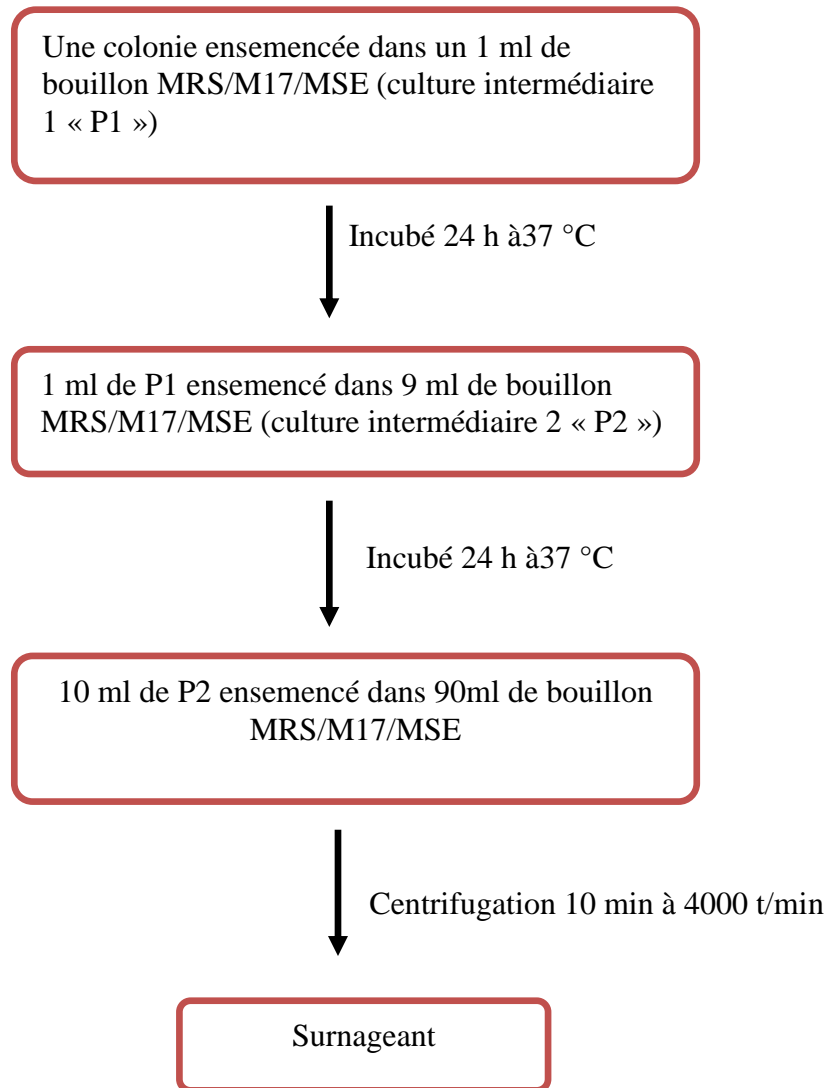 Une colonie ensemencée dans un 1 ml de
bouillon MRS/M17/MSE (culture intermédiaire
1 « P1 »)
Incubé 24 h à37 °C
1 ml de P1 ensemencé dans 9 ml de bouillon
MRS/M17/MSE (culture intermédiaire 2 « P2 »)
Incubé 24 h à37 °C
10 ml de P2 ensemencé dans 90ml de bouillon
MRS/M17/MSE
Centrifugation 10 min à 4000 t/min
Surnageant